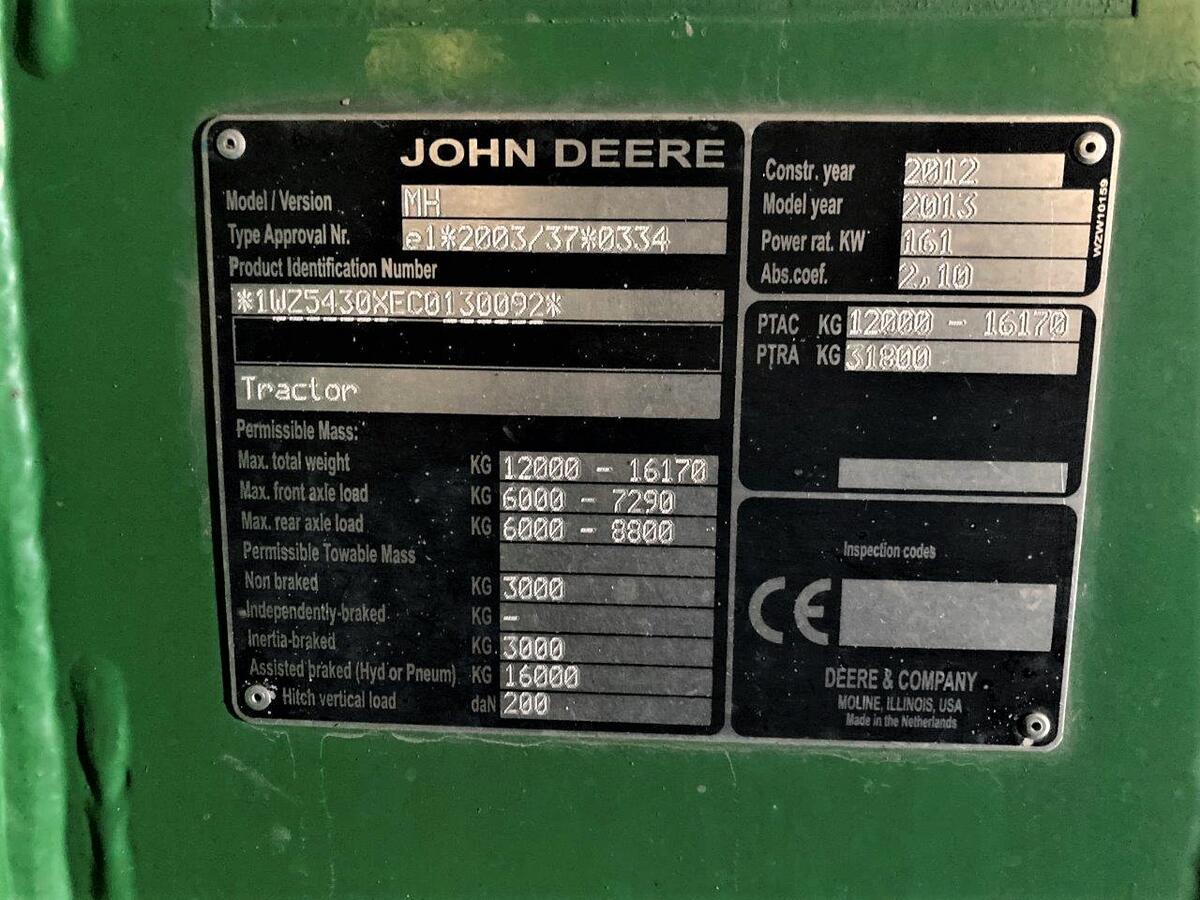 JOHN DEERE
Model / Version MH
Type Approval Nr. e1*2003/37*0334
Product Identification Number
*1WZ5430XEC0130092*
Tractor
Permissible Mass:
Max. total weight KG 12000 - 16170
Max. front axle load KG 6000 - 7290
Max. rear axle load KG 6000 - 8800
Permissible Towable Mass
Non braked KG 3000
Independently-braked KG -
Inertia-braked KG 3000
Assisted braked (Hyd or Pneum) KG 16000
Hitch vertical load daN 200
Constr. year 2012
Model year 2013
Power rat. KW 161
Abs.coef. 2,10
WZW10159
PTAC KG 12000 - 16170
PTRA KG 31800
Inspection codes
CE
DEERE & COMPANY
MOLINE, ILLINOIS, USA
Made in the Netherlands